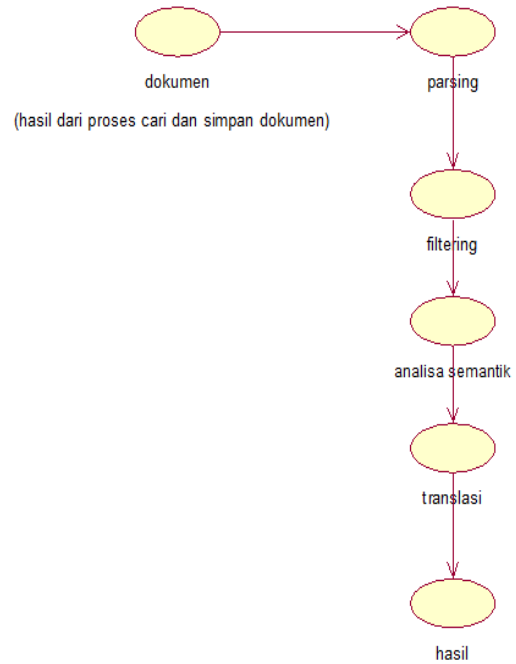 dokumen
(hasil dari proses cari dan simpan dokumen)
parsing
filtering
analisa semantik
translasi
hasil